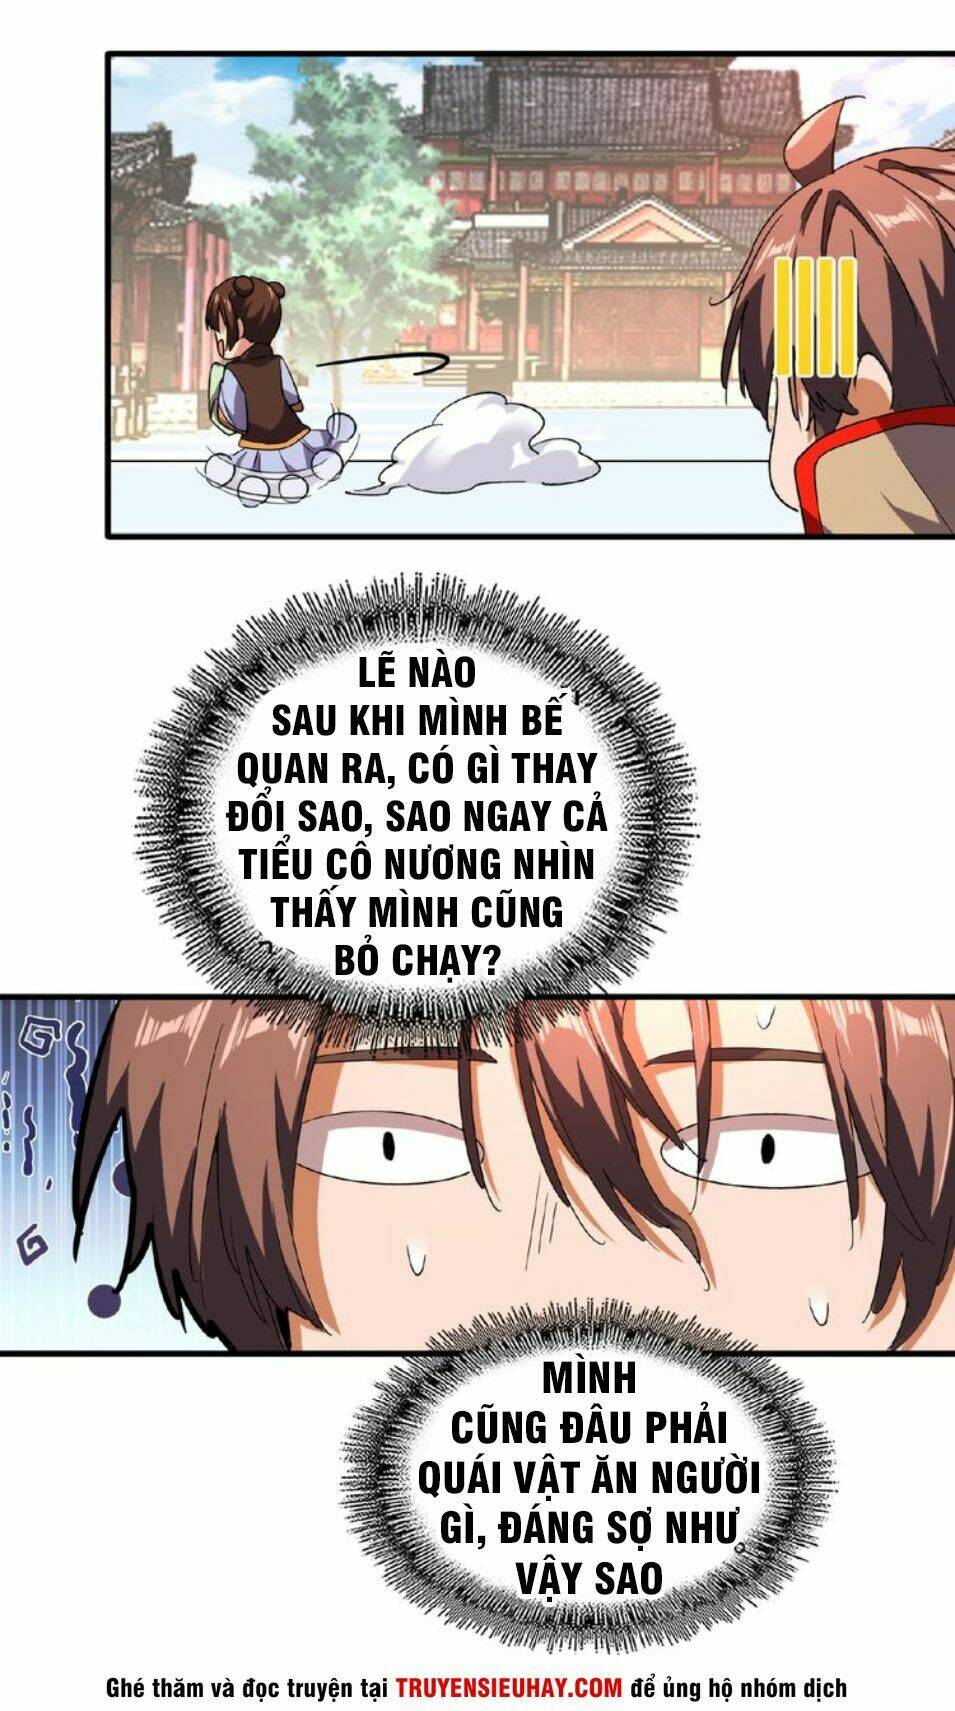 LẼ NÀO
SAU KHI MÌNH BẾ
QUAN RA, CÓ GÌ THAY
ĐỔI SAO, SAO NGAY CẢ
TIỂU CÔ NƯƠNG NHÌN
THẤY MÌNH CŨNG
BỎ CHẠY?
MÌNH
CŨNG ĐÂU PHẢI
QUÁI VẬT ĂN NGƯỜI
GÌ, ĐÁNG SỢ NHƯ
VẬY SAO
Ghé thăm và đọc truyện tại TRUYENSIEUHAY.COM để ủng hộ nhóm dịch